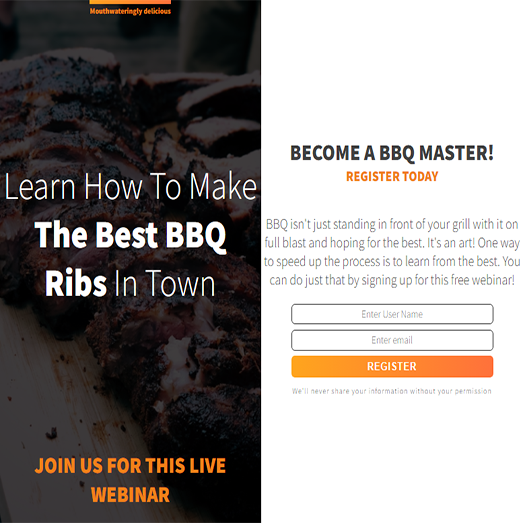 Mouthwateringly delicious
Learn How To Make
The Best BBQ
Ribs In Town
JOIN US FOR THIS LIVE
WEBINAR
BECOME A BBQ MASTER!
REGISTER TODAY
BBQ isn't just standing in front of your grill with it on
full blast and hoping for the best. It's an art! One way
to speed up the process is to learn from the best. You
can do just that by signing up for this free webinar!
Enter User Name
Enter email
REGISTER
We'll never share your information without your permission